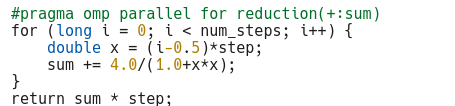 #pragma omp parallel for reduction(+:sum)
for (long i = 0; i < num_steps; i++) {
    double x = (i-0.5)*step;
    sum += 4.0/(1.0+x*x);
}
return sum * step;